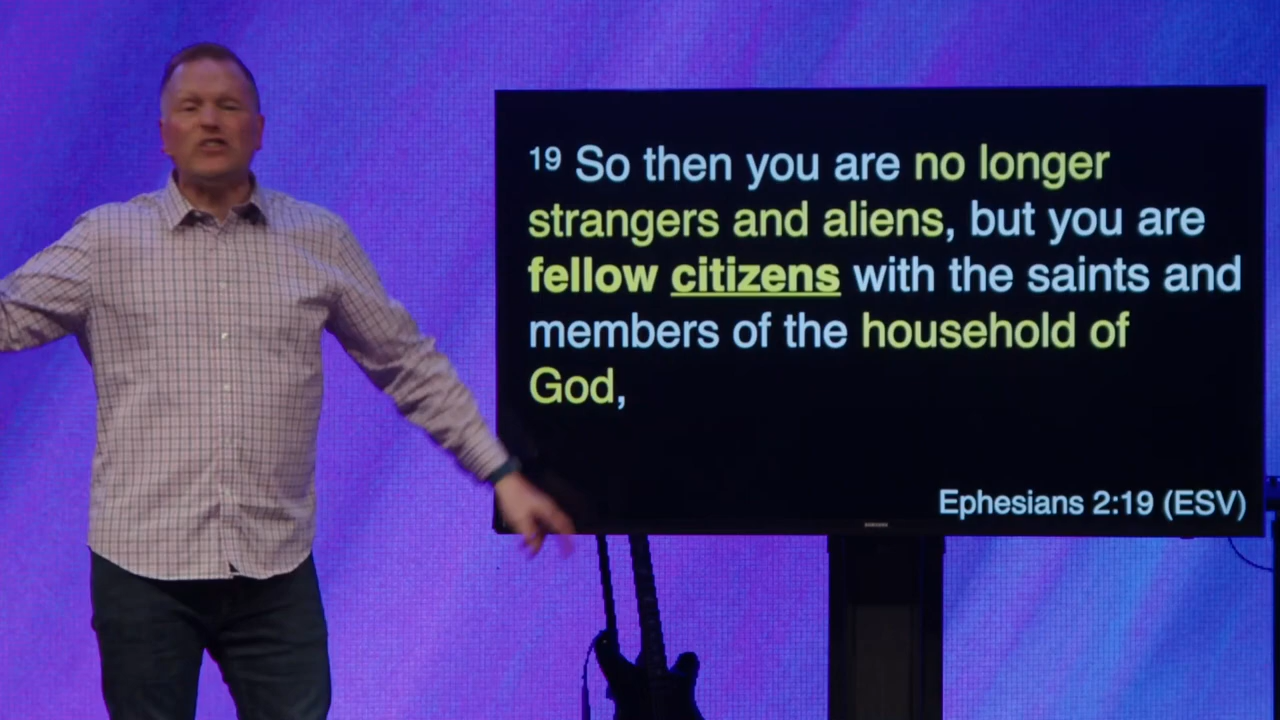 19 So then you are no longer
strangers and aliens, but you are
fellow citizens with the saints and
members of the household of
God,
Ephesians 2:19 (ESV)
SAMSUNG